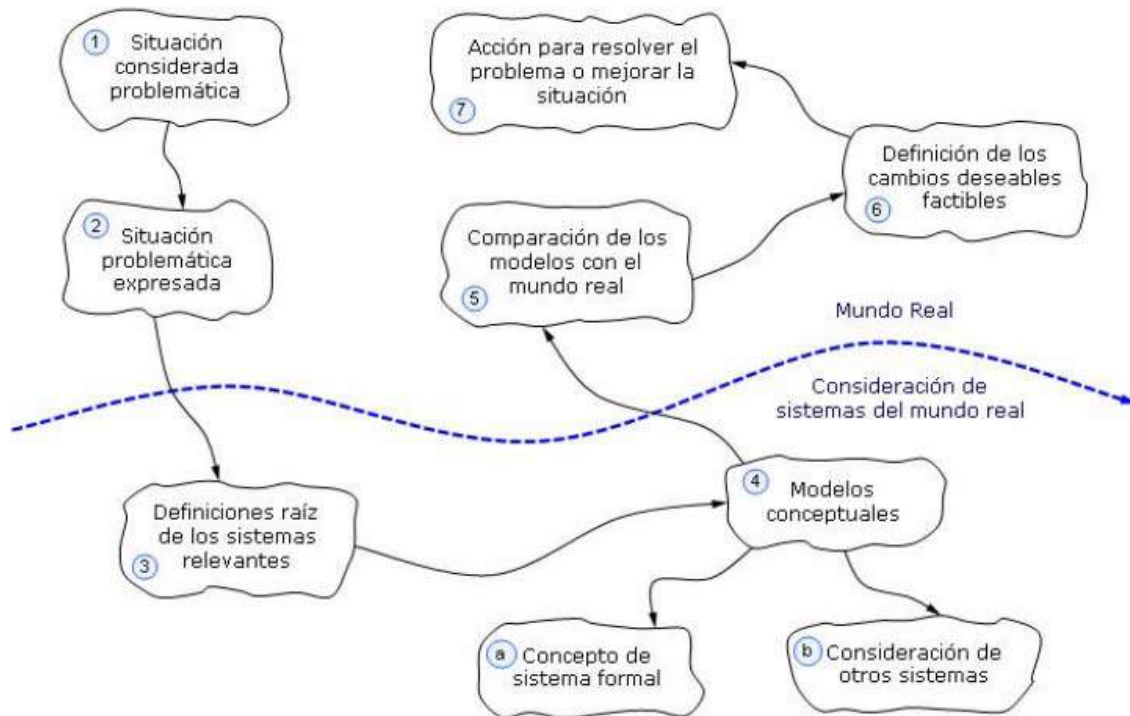 1
Situación
considerada
problemática
2
Situación
problemática
expresada
Definiciones raíz
de los sistemas
relevantes
3
4
Modelos
conceptuales
a
Concepto de
sistema formal
b
Consideración de
otros sistemas
Comparación de los
modelos con el
mundo real
5
Definición de los
cambios deseables
factibles
6
Acción para resolver el
problema o mejorar la
situación
7
Mundo Real
Consideración de
sistemas del mundo real